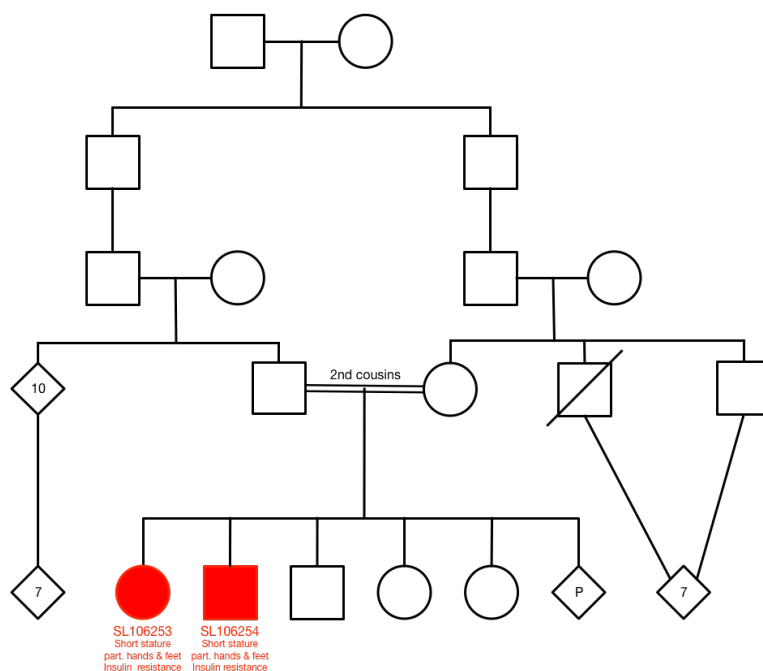 2nd cousins
10
7
P
7
SL106253
Short stature
part. hands & feet
Insulin resistance
SL106254
Short stature
part. hands & feet
Insulin resistance